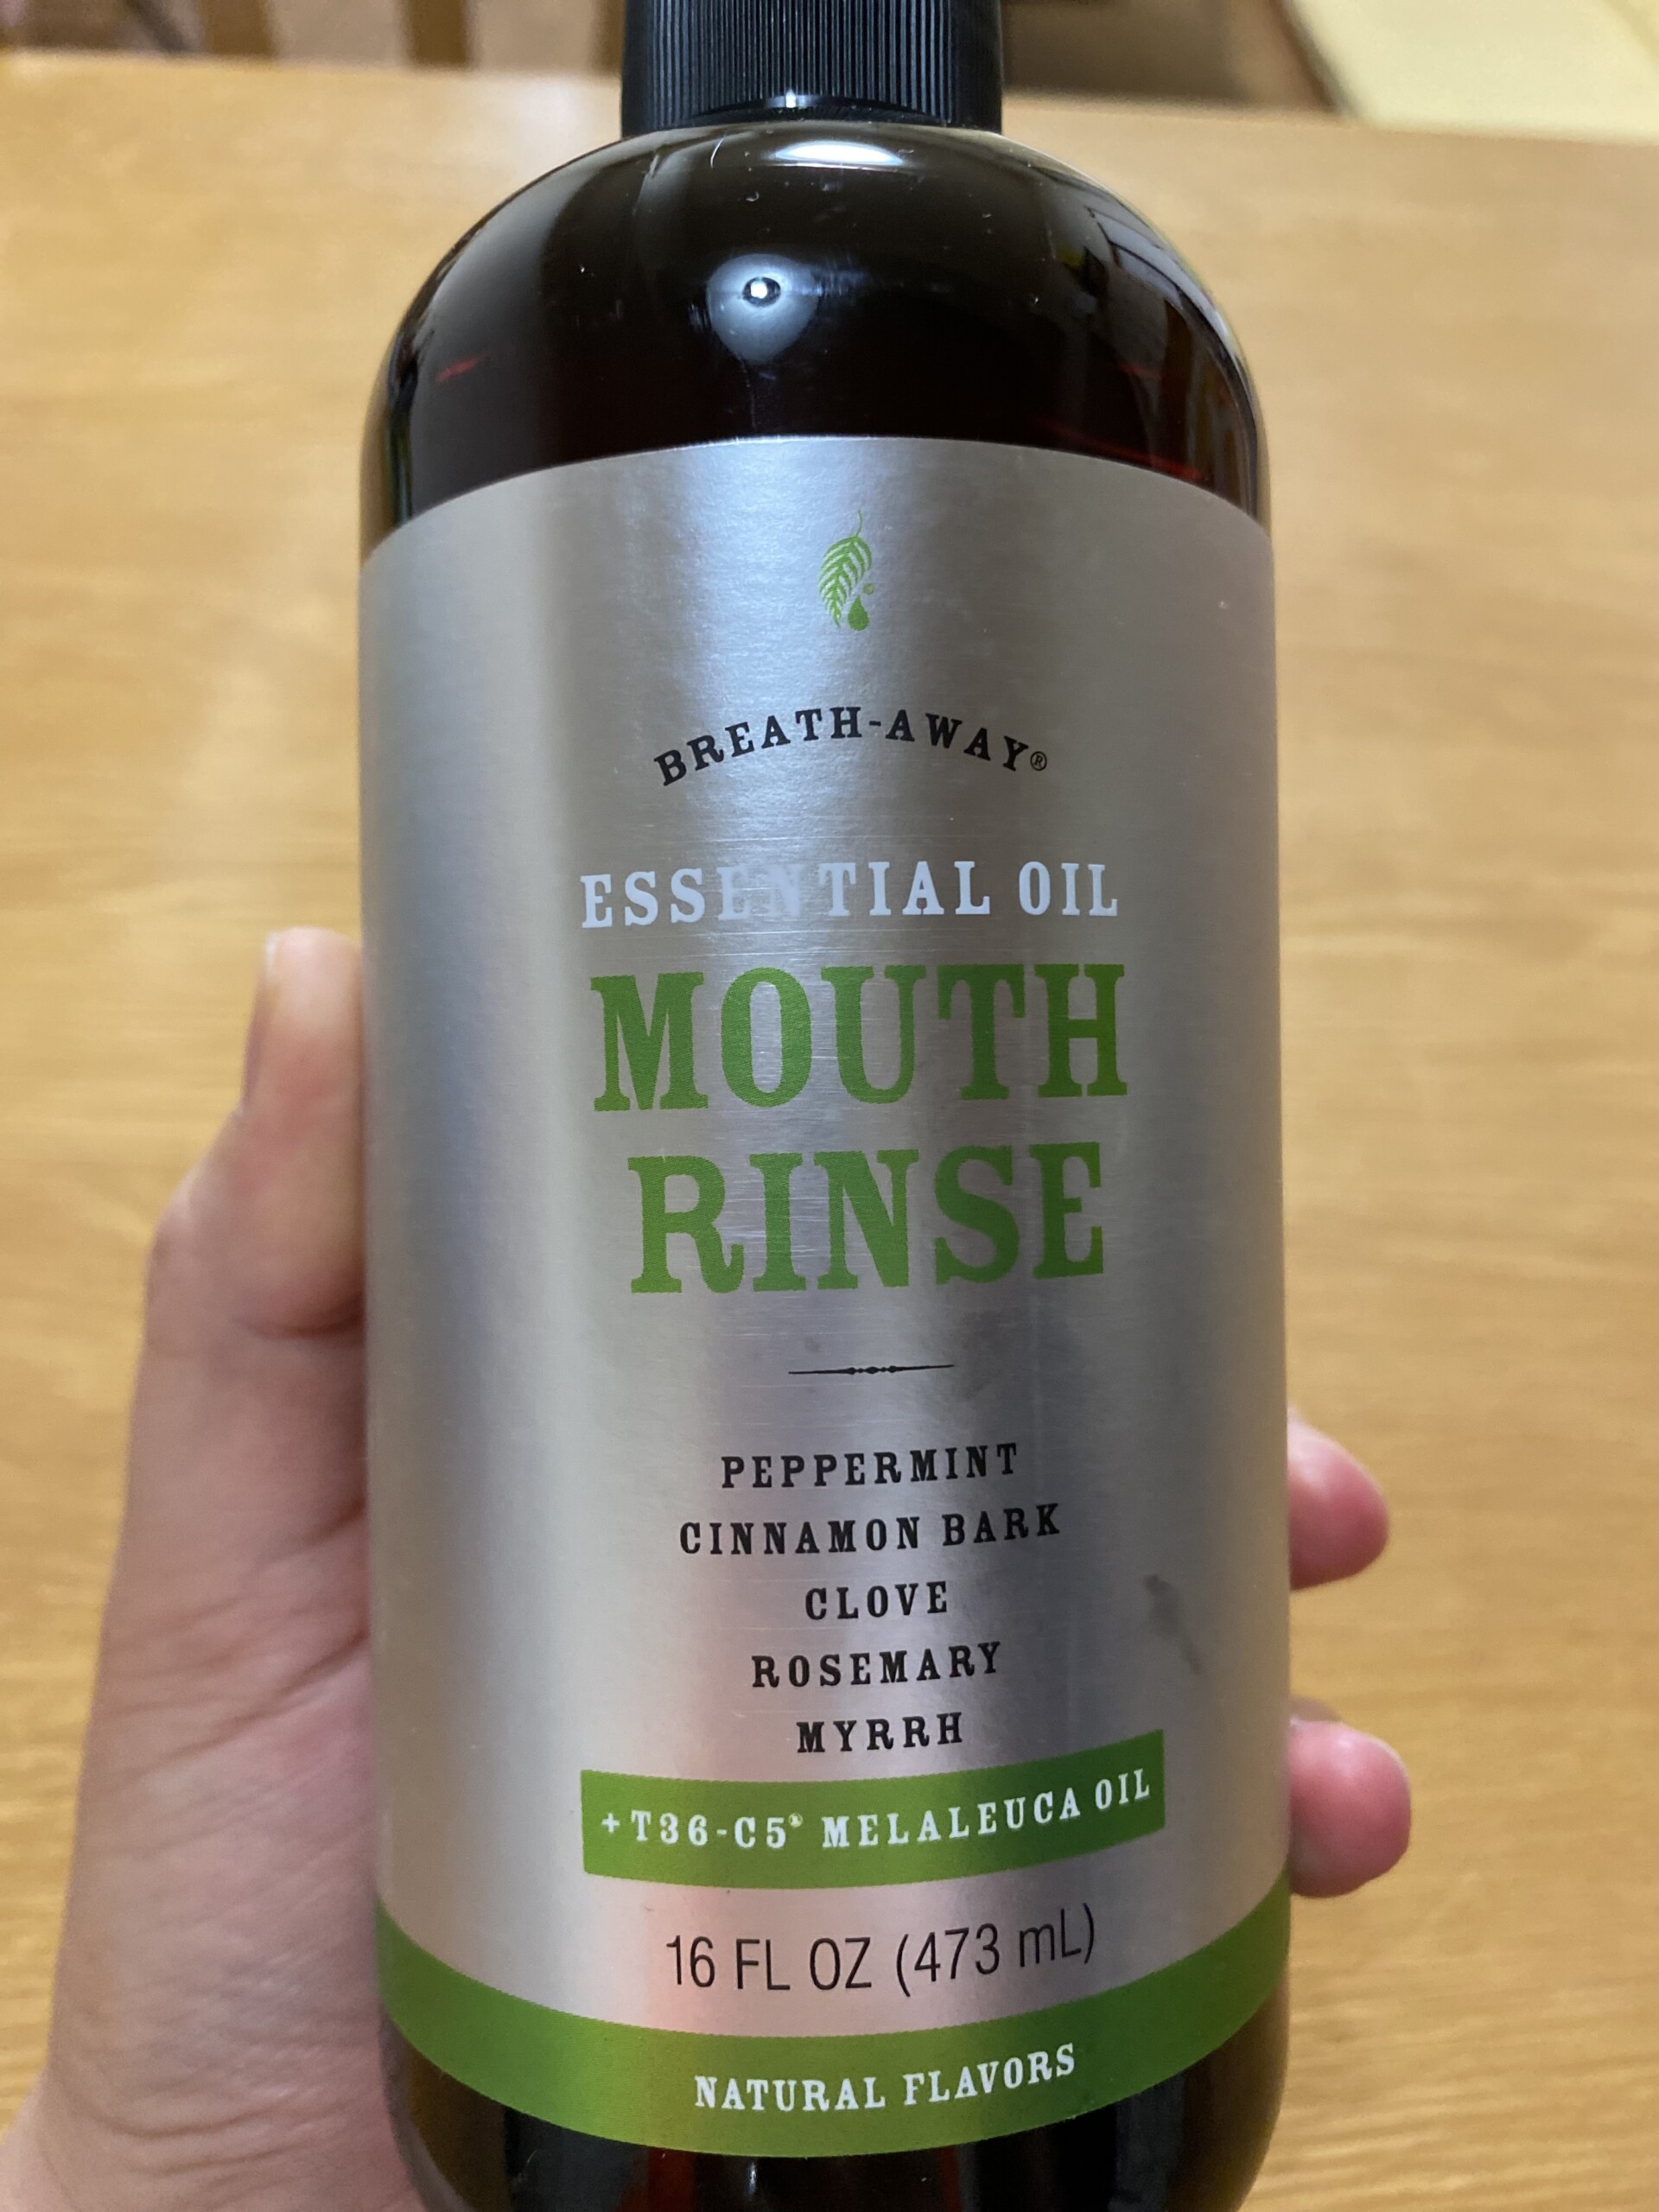 BREATH-AWAY®
ESSENTIAL OIL
MOUTH
RINSE
PEPPERMINT
CINNAMON BARK
CLOVE
ROSEMARY
MYRRH
+T36-C5® MELALEUCA OIL
16 FL OZ (473 mL)
NATURAL FLAVORS